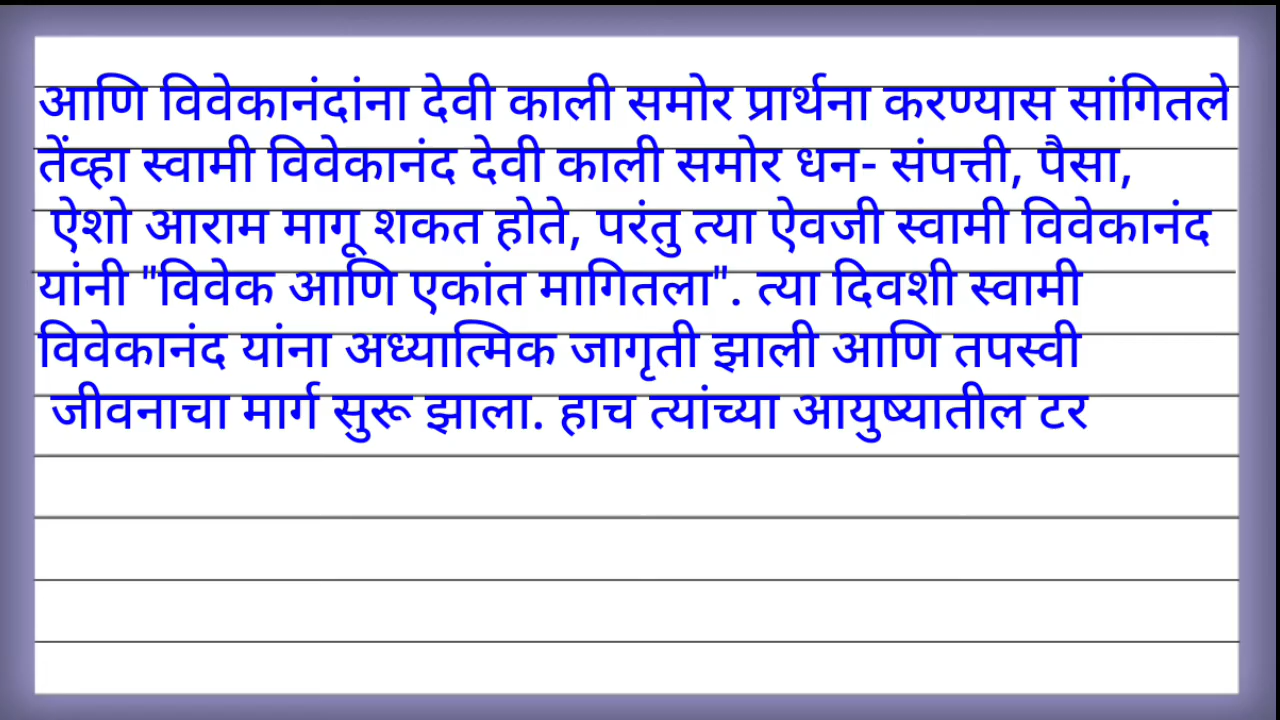 आणि विवेकानंदांना देवी काली समोर प्रार्थना करण्यास सांगितले
तेंव्हा स्वामी विवेकानंद देवी काली समोर धन- संपत्ती, पैसा,
ऐशो आराम मागू शकत होते, परंतु त्या ऐवजी स्वामी विवेकानंद
यांनी "विवेक आणि एकांत मागितला". त्या दिवशी स्वामी
विवेकानंद यांना अध्यात्मिक जागृती झाली आणि तपस्वी
जीवनाचा मार्ग सुरू झाला. हाच त्यांच्या आयुष्यातील टर